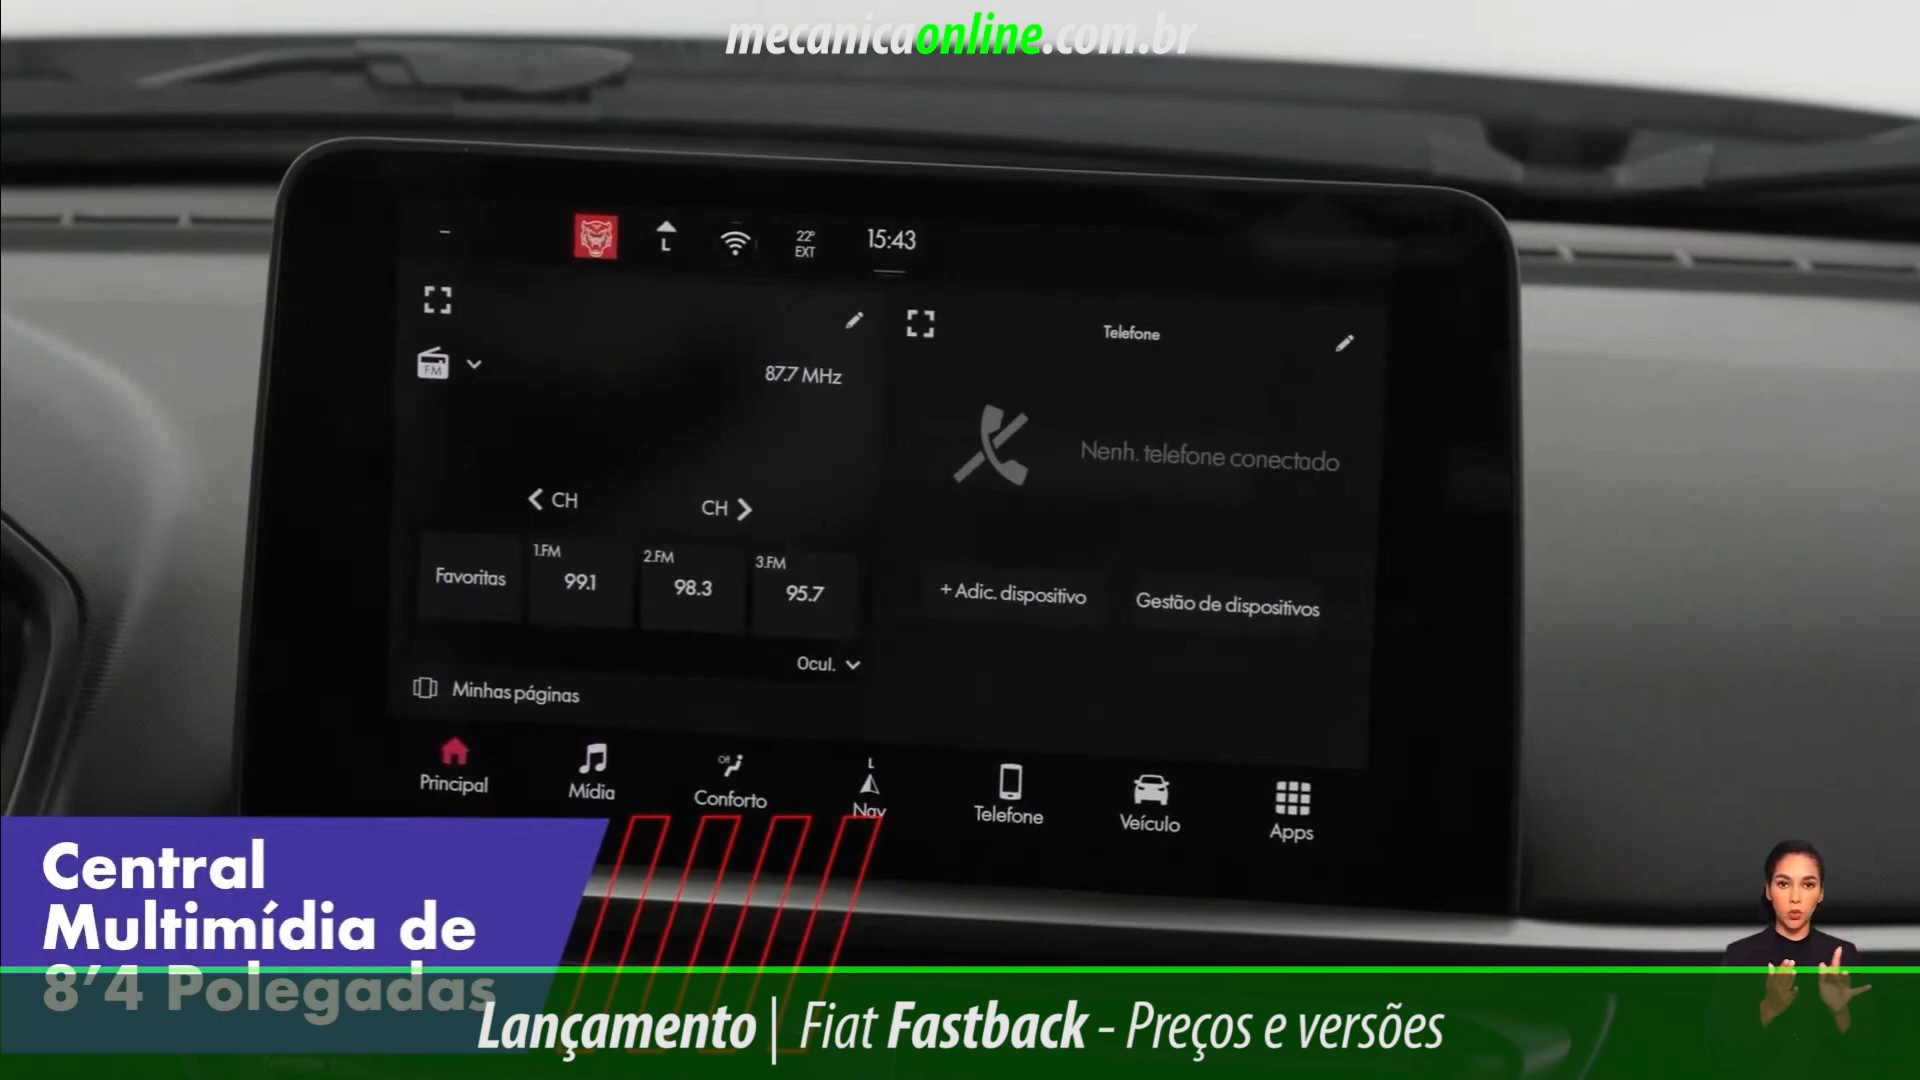 mecanicaonline.com.br
L
22°
EXT
15:43
FM
87.7 MHz
CH
CH
Favoritas
1.FM
99.1
2.FM
98.3
3.FM
95.7
Ocul.
Minhas páginas
Telefone
Nenh. telefone conectado
+ Adic. dispositivo
Gestão de dispositivos
Principal
Mídia
Off
Conforto
L
Nav
Telefone
Veículo
Apps
Central
Multimídia de
8’4 Polegadas
Lançamento | Fiat Fastback - Preços e versões